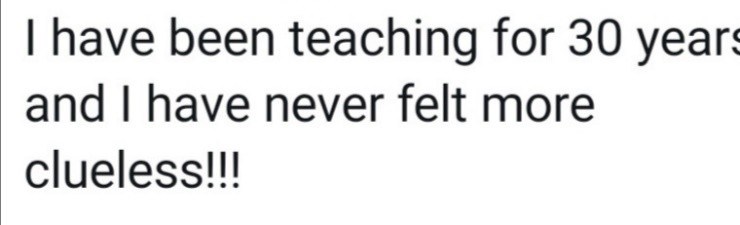 I have been teaching for 30 years
and I have never felt more
clueless!!!